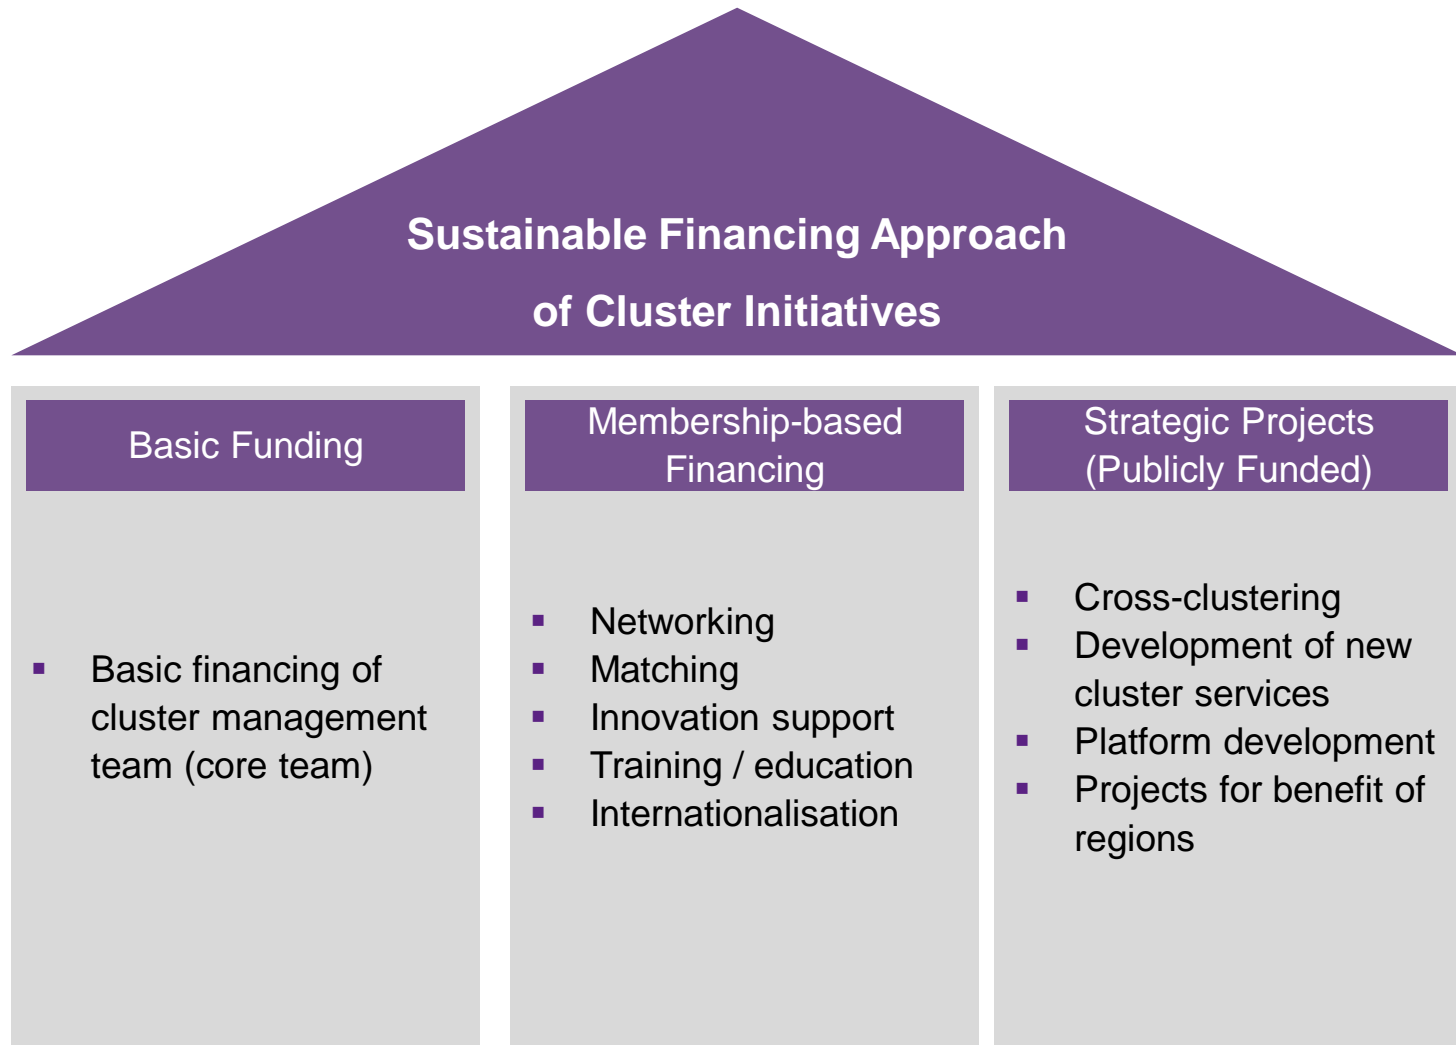 Sustainable Financing Approach
of Cluster Initiatives
Basic Funding
▪ Basic financing of
cluster management
team (core team)
Membership-based
Financing
▪ Networking
▪ Matching
▪ Innovation support
▪ Training / education
▪ Internationalisation
Strategic Projects
(Publicly Funded)
▪ Cross-clustering
▪ Development of new
cluster services
▪ Platform development
▪ Projects for benefit of
regions